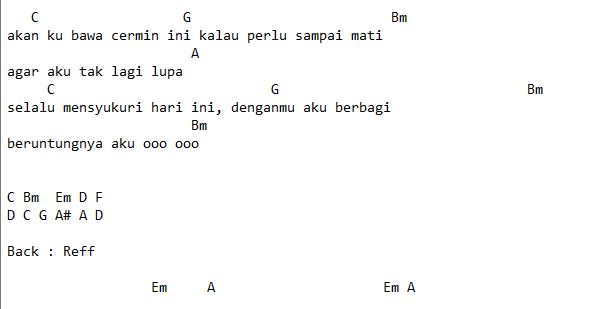 C G Bm
akan ku bawa cermin ini kalau perlu sampai mati
A
agar aku tak lagi lupa
C G Bm
selalu mensyukuri hari ini, denganmu aku berbagi
Bm
beruntungnya aku ooo ooo
C Bm Em D F
D C G A# A D
Back : Reff
Em A Em A